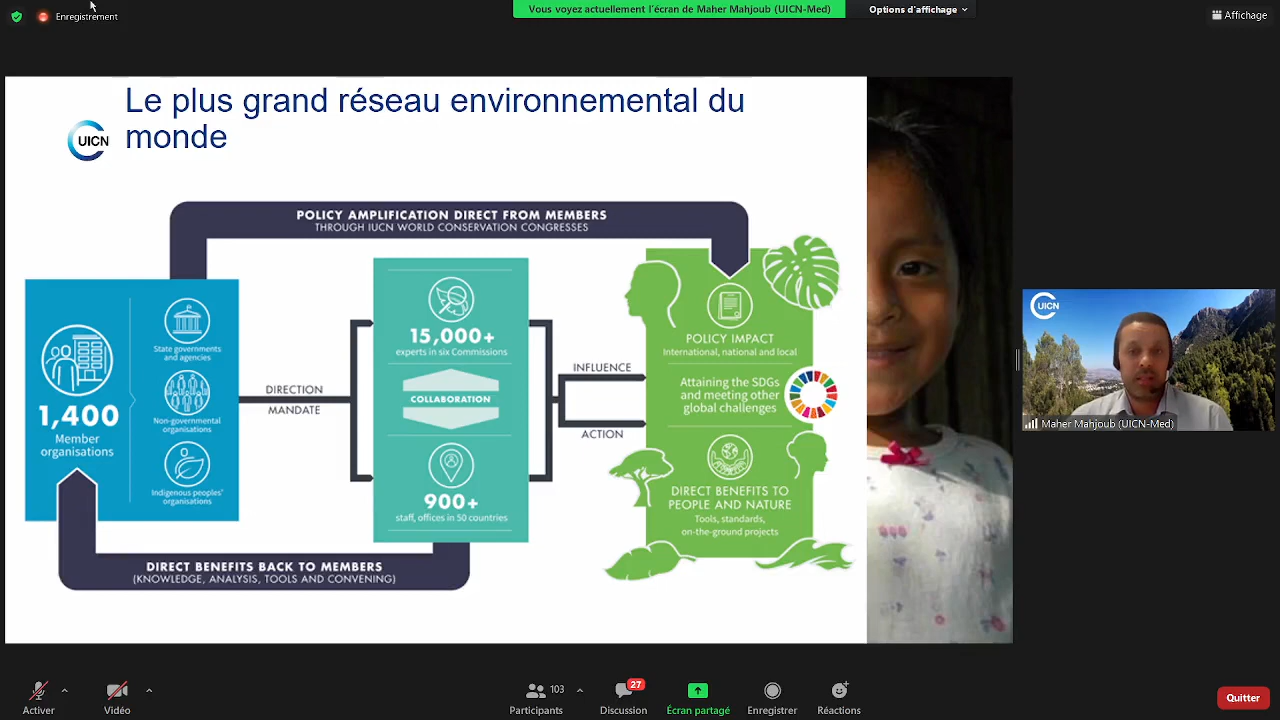 Enregistrement
Vous voyez actuellement l'écran de Maher Mahjoub (UICN-Med)
Options d'affichage
Affichage
Le plus grand réseau environnemental du
monde
UICN
POLICY AMPLIFICATION DIRECT FROM MEMBERS
THROUGH IUCN WORLD CONSERVATION CONGRESSES
1,400
Member
organisations
State governments
and agencies
Non-governmental
organisations
Indigenous peoples'
organisations
DIRECTION
MANDATE
15,000+
experts in six Commissions
COLLABORATION
900+
staff, offices in 50 countries
INFLUENCE
ACTION
POLICY IMPACT
International, national and local
Attaining the SDGs
and meeting other
global challenges
DIRECT BENEFITS TO
PEOPLE AND NATURE
Tools, standards,
on-the-ground projects
DIRECT BENEFITS BACK TO MEMBERS
(KNOWLEDGE, ANALYSIS, TOOLS AND CONVENING)
UICN
Maher Mahjoub (UICN-Med)
Activer
Vidéo
103
Participants
27
Discussion
Écran partagé
Enregistrer
Réactions
Quitter